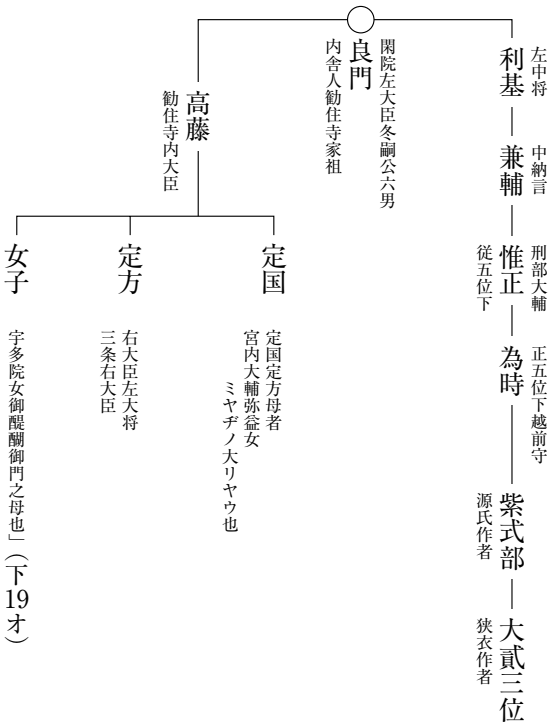 左中将
利基
中納言
兼輔
刑部大輔
惟正
従五位下
正五位下越前守
為時
紫式部
源氏作者
大貳三位
狭衣作者
閑院左大臣冬嗣公六男
良門
内舎人勧住寺家祖
高藤
勧住寺内大臣
定国
定国定方母者
宮内大輔弥益女
ミヤヂノ大リヤウ也
定方
右大臣左大将
三条右大臣
女子
宇多院女御醍醐御門之母也」(下19オ)